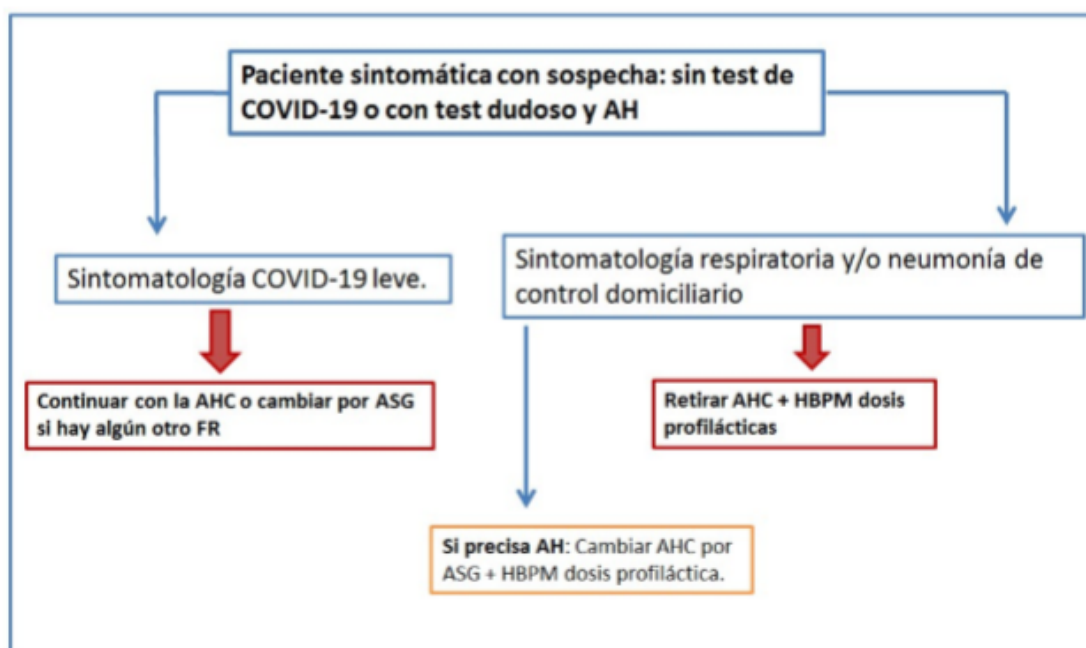 Paciente sintomática con sospecha: sin test de
COVID-19 o con test dudoso y AH
Sintomatología COVID-19 leve.
Sintomatología respiratoria y/o neumonía de
control domiciliario
Continuar con la AHC o cambiar por ASG
si hay algún otro FR
Retirar AHC + HBPM dosis
profilácticas
Si precisa AH: Cambiar AHC por
ASG + HBPM dosis profiláctica.